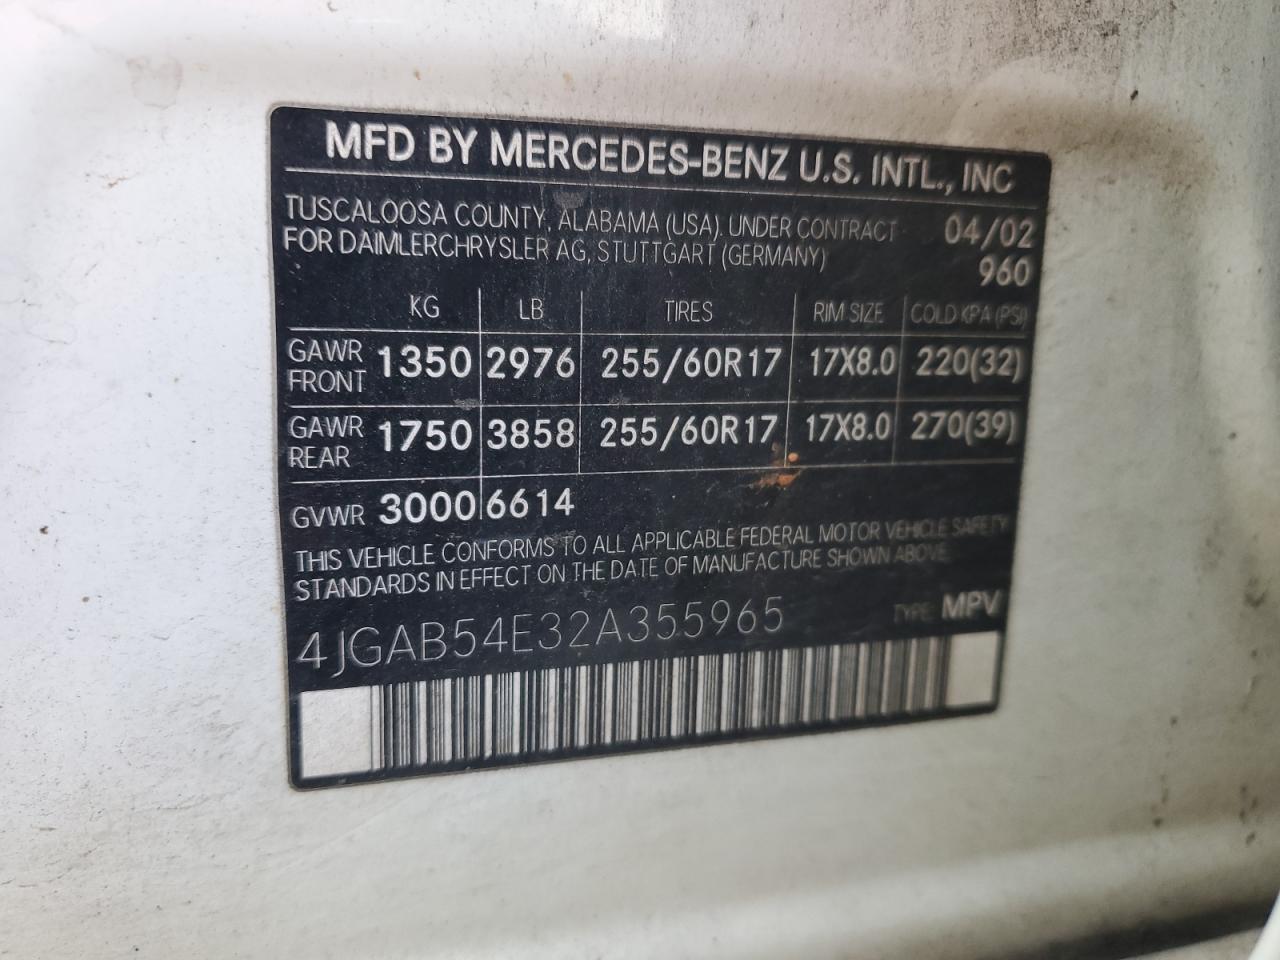 MFD BY MERCEDES-BENZ U.S. INTL., INC
TUSCALOOSA COUNTY, ALABAMA (USA). UNDER CONTRACT 04/02
FOR DAIMLERCHRYSLER AG, STUTTGART (GERMANY) 960
KG LB TIRES RIM SIZE COLD KPA (PSI)
GAWR FRONT 1350 2976 255/60R17 17X8.0 220(32)
GAWR REAR 1750 3858 255/60R17 17X8.0 270(39)
GVWR 3000 6614
THIS VEHICLE CONFORMS TO ALL APPLICABLE FEDERAL MOTOR VEHICLE SAFETY
STANDARDS IN EFFECT ON THE DATE OF MANUFACTURE SHOWN ABOVE.
4JGAB54E32A355965 TYPE: MPV